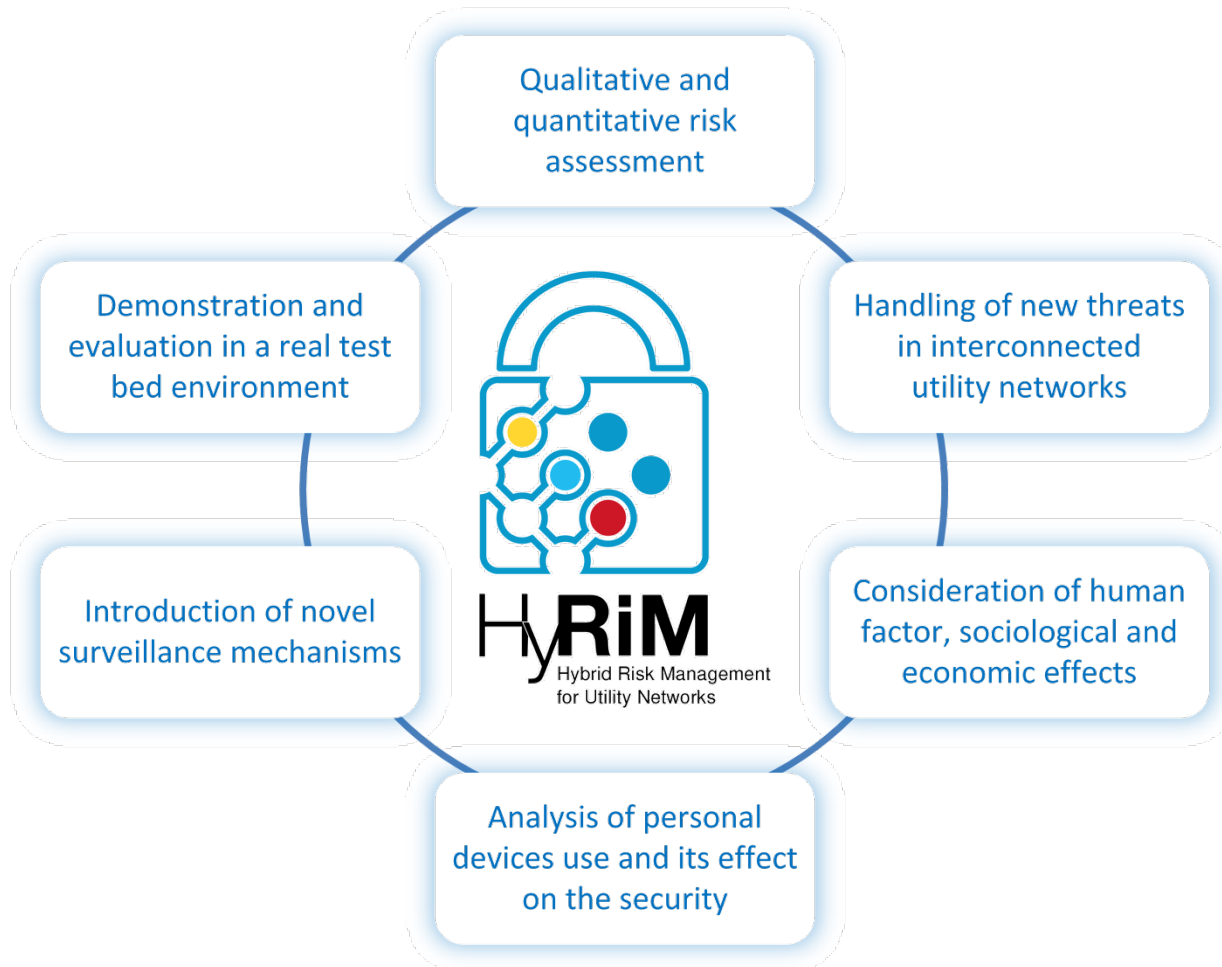 Qualitative and
quantitative risk
assessment
Demonstration and
evaluation in a real test
bed environment
Handling of new threats
in interconnected
utility networks
Introduction of novel
surveillance mechanisms
HyRiM
Hybrid Risk Management
for Utility Networks
Consideration of human
factor, sociological and
economic effects
Analysis of personal
devices use and its effect
on the security